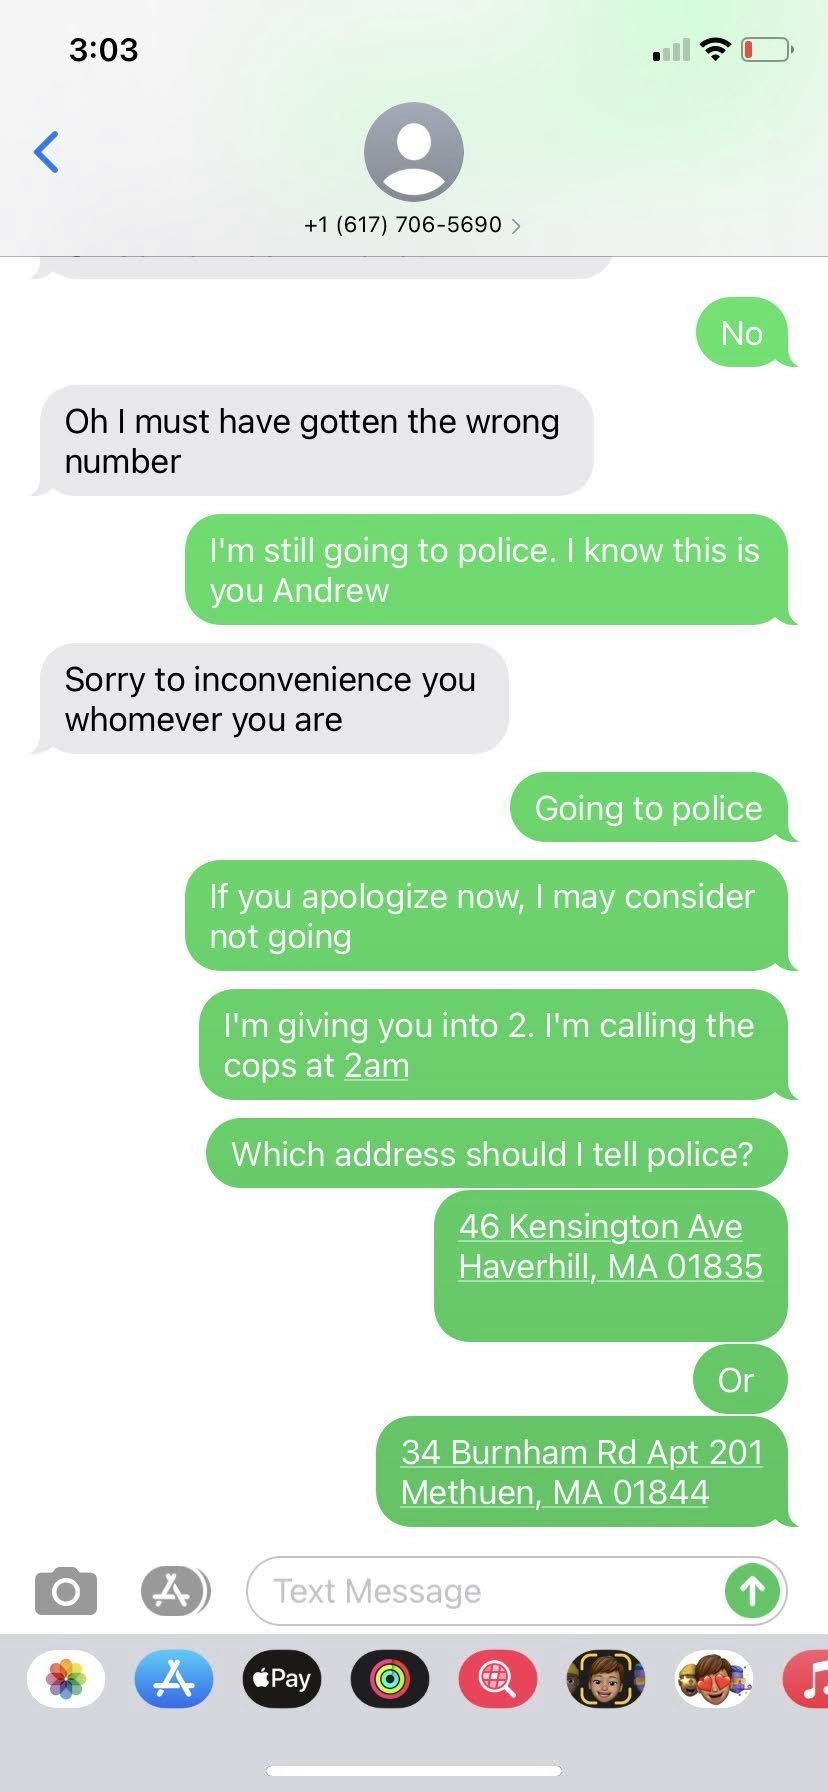 3:03
+1 (617) 706-5690
No
Oh I must have gotten the wrong
number
I'm still going to police. I know this is
you Andrew
Sorry to inconvenience you
whomever you are
Going to police
If you apologize now, I may consider
not going
I'm giving you into 2. I'm calling the
cops at 2am
Which address should I tell police?
46 Kensington Ave
Haverhill, MA 01835
Or
34 Burnham Rd Apt 201
Methuen, MA 01844
Text Message
Pay